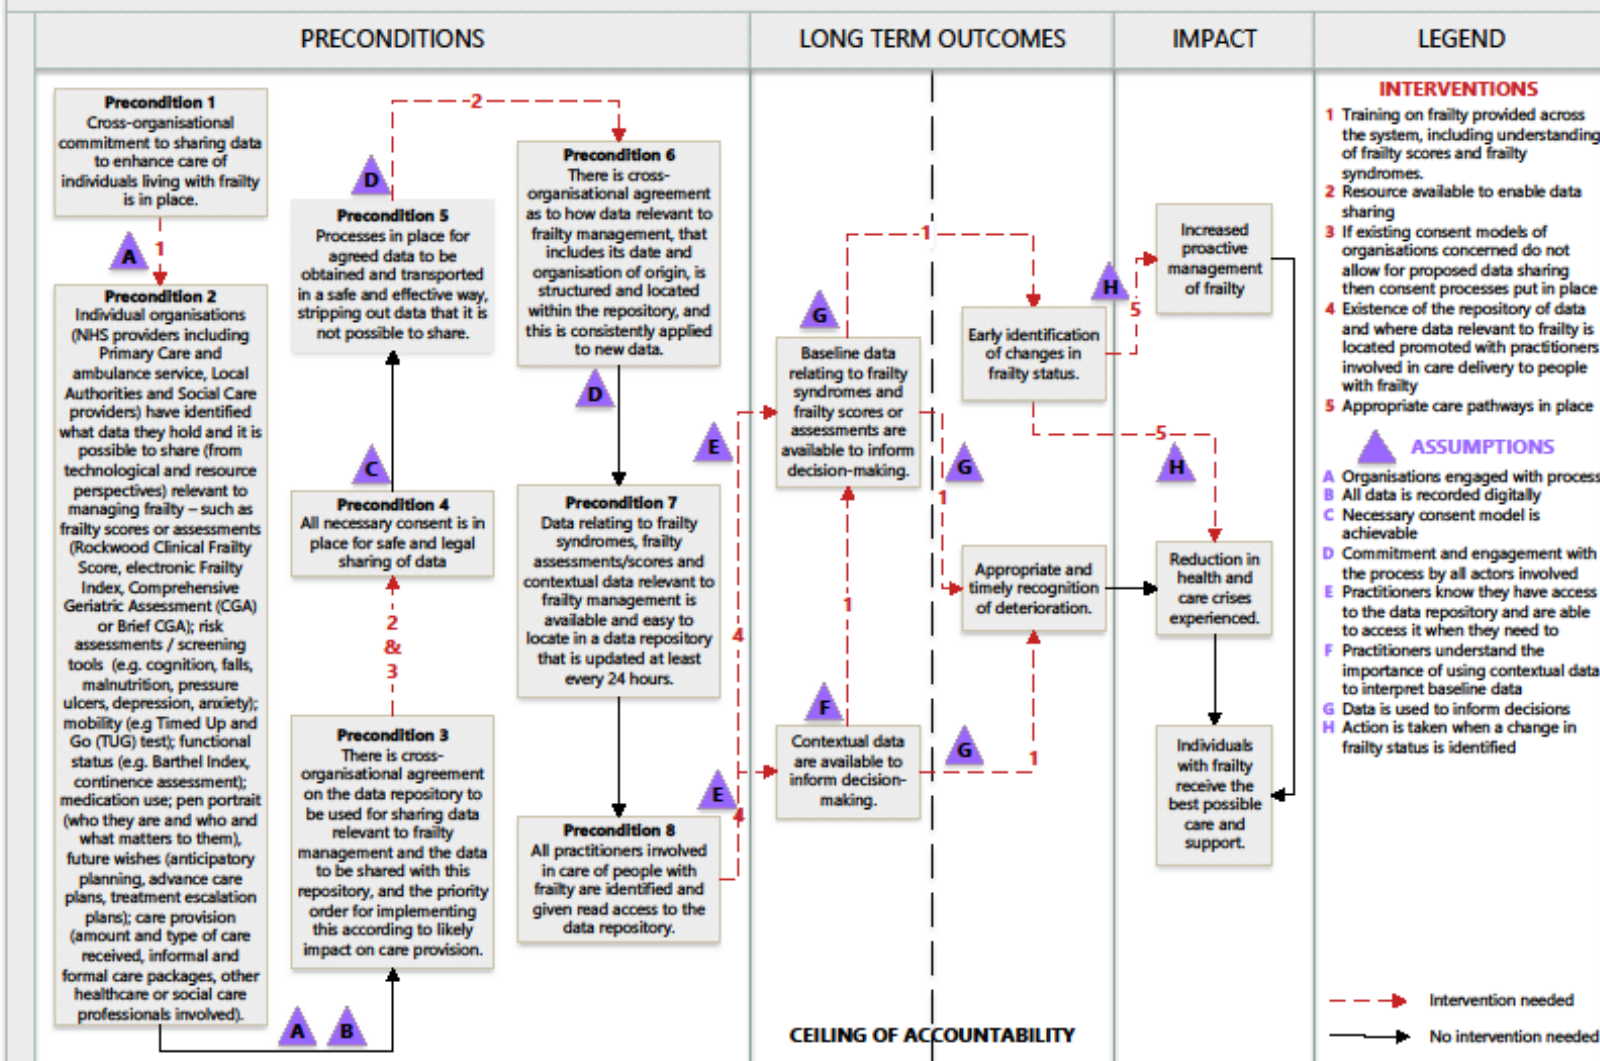 PRECONDITIONS
LONG TERM OUTCOMES
IMPACT
LEGEND
Precondition 1
Cross-organisational
commitment to sharing data
to enhance care of
individuals living with frailty
is in place.
A
1
Precondition 2
Individual organisations
(NHS providers including
Primary Care and
ambulance service, Local
Authorities and Social Care
providers) have identified
what data they hold and it is
possible to share (from
technological and resource
perspectives) relevant to
managing frailty – such as
frailty scores or assessments
(Rockwood Clinical Frailty
Score, electronic Frailty
Index, Comprehensive
Geriatric Assessment (CGA)
or Brief CGA); risk
assessments / screening
tools (e.g. cognition, falls,
malnutrition, pressure
ulcers, depression, anxiety);
mobility (e.g Timed Up and
Go (TUG) test); functional
status (e.g. Barthel Index,
continence assessment);
medication use; pen portrait
(who they are and who and
what matters to them),
future wishes (anticipatory
planning, advance care
plans, treatment escalation
plans); care provision
(amount and type of care
received, informal and
formal care packages, other
healthcare or social care
professionals involved).
A
B
Precondition 3
There is cross-
organisational agreement
on the data repository to
be used for sharing data
relevant to frailty
management and the data
to be shared with this
repository, and the priority
order for implementing
this according to likely
impact on care provision.
2
&
3
Precondition 4
All necessary consent is in
place for safe and legal
sharing of data
C
Precondition 5
Processes in place for
agreed data to be
obtained and transported
in a safe and effective way,
stripping out data that it is
not possible to share.
D
2
Precondition 6
There is cross-
organisational agreement
as to how data relevant to
frailty management, that
includes its date and
organisation of origin, is
structured and located
within the repository, and
this is consistently applied
to new data.
D
Precondition 7
Data relating to frailty
syndromes, frailty
assessments/scores and
contextual data relevant to
frailty management is
available and easy to
locate in a data repository
that is updated at least
every 24 hours.
Precondition 8
All practitioners involved
in care of people with
frailty are identified and
given read access to the
data repository.
E
4
E
4
Baseline data
relating to frailty
syndromes and
frailty scores or
assessments are
available to inform
decision-making.
G
1
G
1
F
1
Contextual data
are available to
inform decision-
making.
G
1
Early identification
of changes in
frailty status.
H
5
H
5
Appropriate and
timely recognition
of deterioration.
CEILING OF ACCOUNTABILITY
Increased
proactive
management
of frailty
Reduction in
health and
care crises
experienced.
Individuals
with frailty
receive the
best possible
care and
support.
INTERVENTIONS
1 Training on frailty provided across
the system, including understanding
of frailty scores and frailty
syndromes.
2 Resource available to enable data
sharing
3 If existing consent models of
organisations concerned do not
allow for proposed data sharing
then consent processes put in place
4 Existence of the repository of data
and where data relevant to frailty is
located promoted with practitioners
involved in care delivery to people
with frailty
5 Appropriate care pathways in place
ASSUMPTIONS
A Organisations engaged with process
B All data is recorded digitally
C Necessary consent model is
achievable
D Commitment and engagement with
the process by all actors involved
E Practitioners know they have access
to the data repository and are able
to access it when they need to
F Practitioners understand the
importance of using contextual data
to interpret baseline data
G Data is used to inform decisions
H Action is taken when a change in
frailty status is identified
Intervention needed
No intervention needed